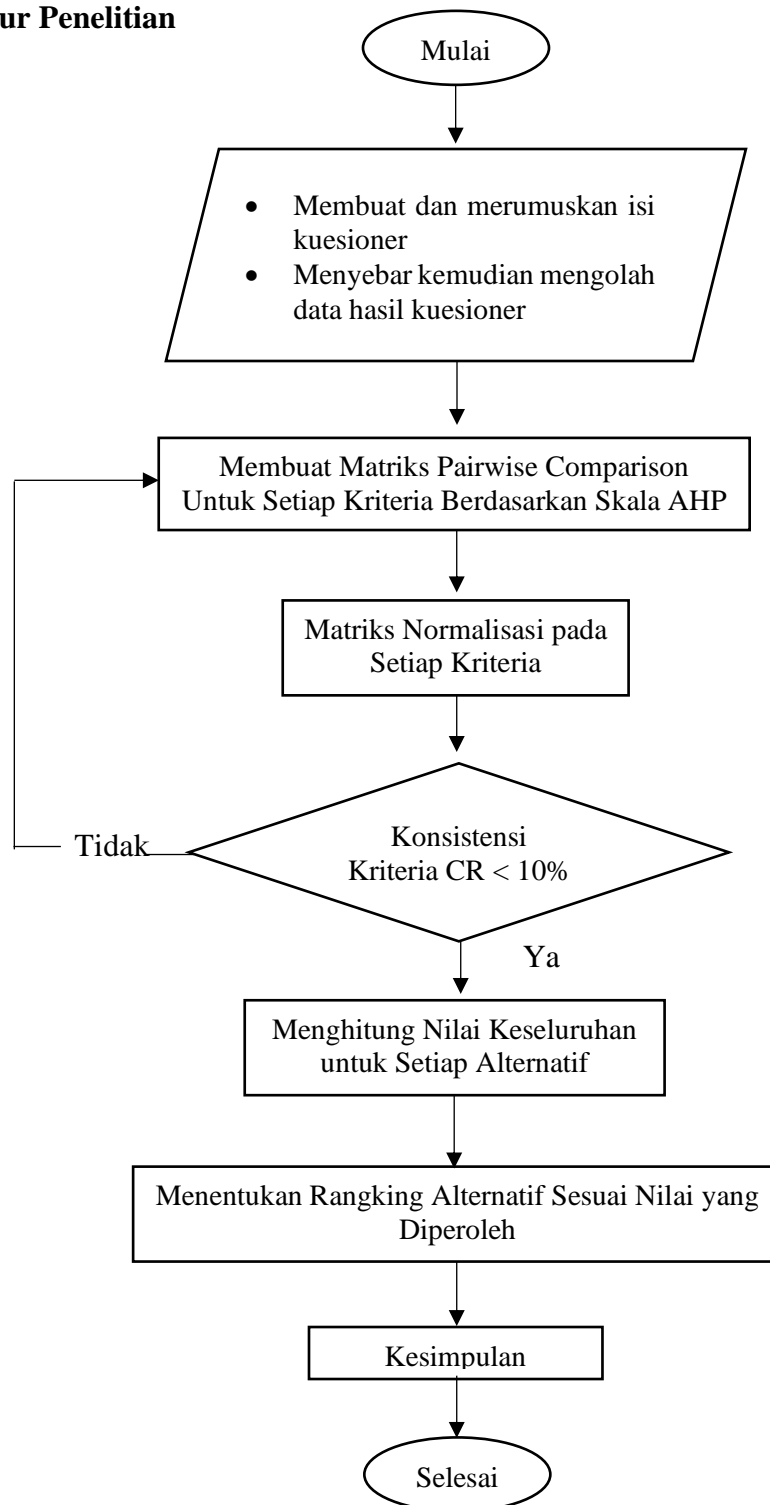 ur Penelitian
Mulai
• Membuat dan merumuskan isi
kuesioner
• Menyebar kemudian mengolah
data hasil kuesioner
Membuat Matriks Pairwise Comparison
Untuk Setiap Kriteria Berdasarkan Skala AHP
Matriks Normalisasi pada
Setiap Kriteria
Konsistensi
Kriteria CR < 10%
Tidak
Ya
Menghitung Nilai Keseluruhan
untuk Setiap Alternatif
Menentukan Rangking Alternatif Sesuai Nilai yang
Diperoleh
Kesimpulan
Selesai